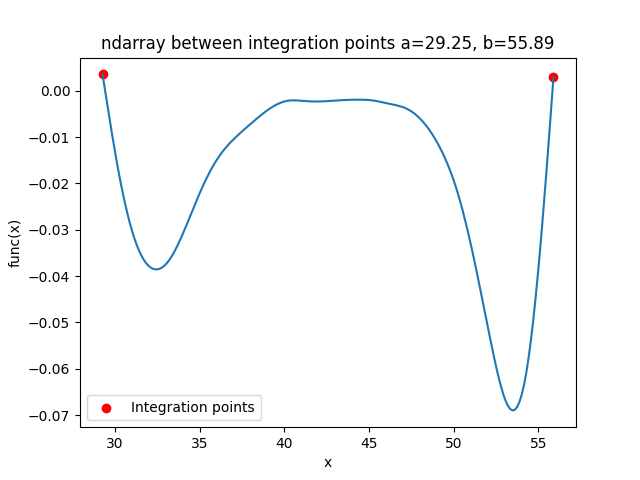 ndarray between integration points a=29.25, b=55.89
0.00
−0.01
−0.02
−0.03
−0.04
−0.05
−0.06
−0.07
func(x)
Integration points
30 35 40 45 50 55
x